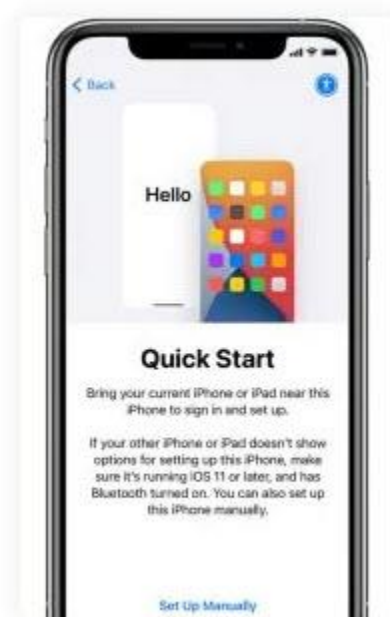 Back
Hello
Quick Start
Bring your current iPhone or iPad near this
iPhone to sign in and set up.
If your other iPhone or iPad doesn't show
options for setting up this iPhone, make
sure it's running iOS 11 or later, and has
Bluetooth turned on. You can also set up
this iPhone manually.
Set Up Manually